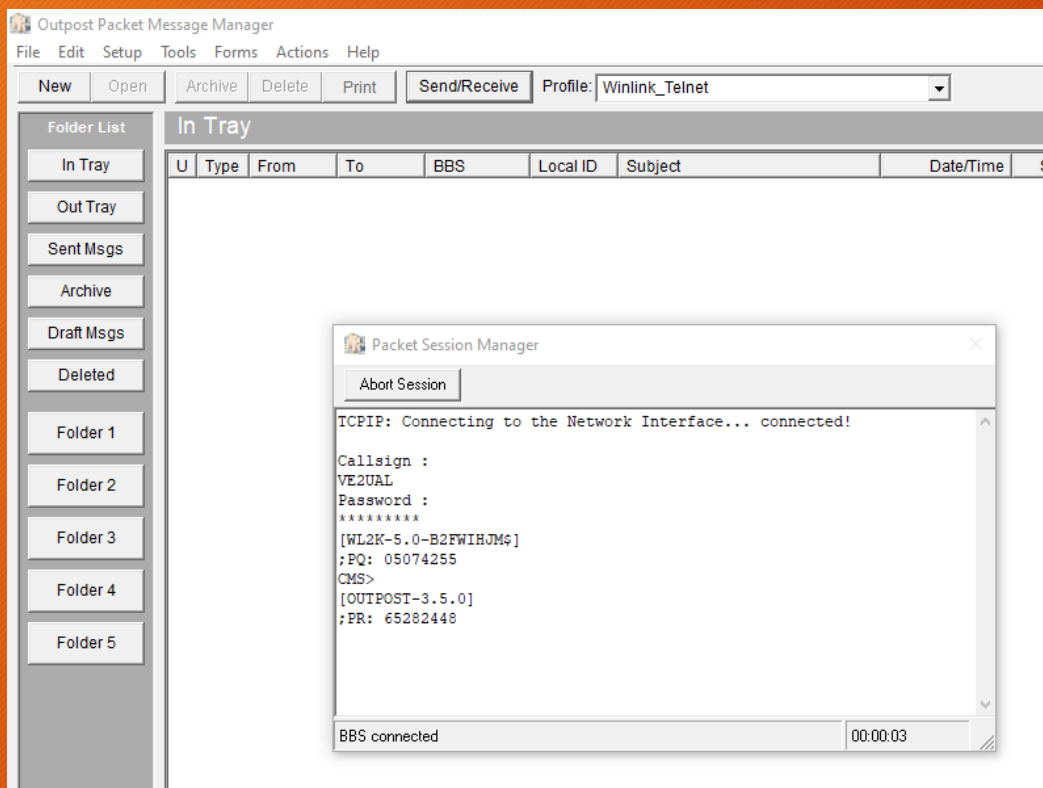 Outpost Packet Message Manager
File Edit Setup Tools Forms Actions Help
New Open Archive Delete Print Send/Receive Profile: Winlink_Telnet
Folder List
In Tray
In Tray
Out Tray
Sent Msgs
Archive
Draft Msgs
Deleted
Folder 1
Folder 2
Folder 3
Folder 4
Folder 5
U Type From To BBS Local ID Subject Date/Time S
Packet Session Manager
Abort Session
TCPIP: Connecting to the Network Interface... connected!
Callsign :
VE2UAL
Password :
*********
[WL2K-5.0-B2FWIHJM$]
;PQ: 05074255
CMS>
[OUTPOST-3.5.0]
;PR: 65282448
BBS connected 00:00:03